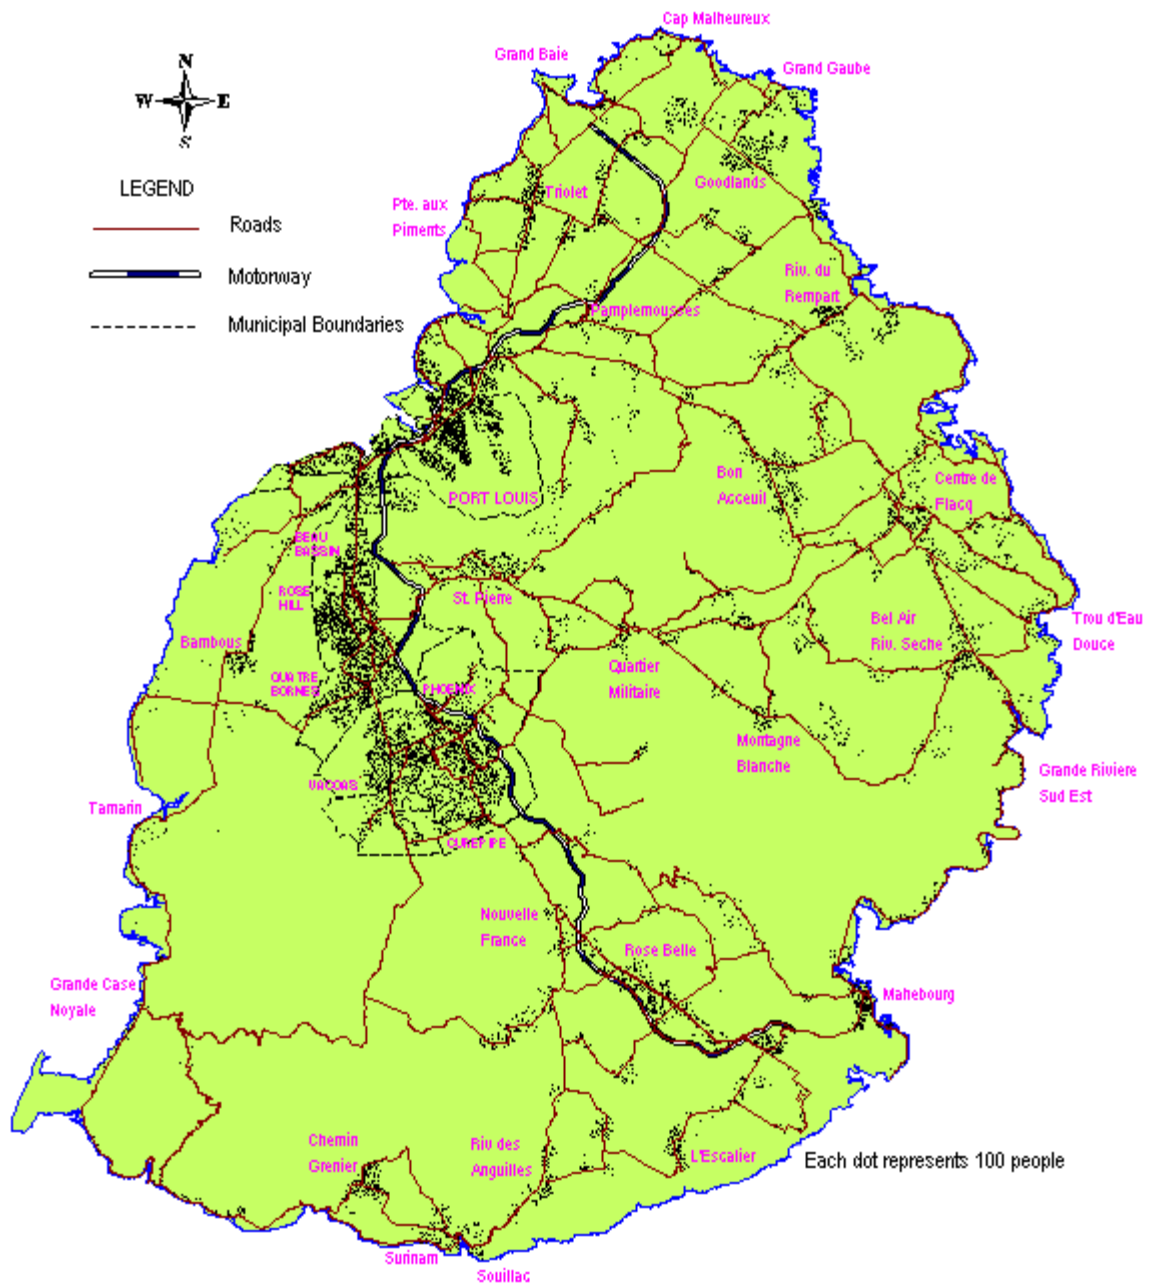 Cap Malheureux
Grand Baie
Grand Gaube
N
W
E
S
LEGEND
Roads
Motorway
Municipal Boundaries
Pte. aux
Piments
Triolet
Goodlands
Riv. du
Rempart
Pamplemousses
Bon
Acceuil
Centre de
Flacq
PORT LOUIS
BEAU
BASSIN
ROSE
HILL
St. Pierre
Bel Air
Riv. Seche
Trou d'Eau
Douce
Bambous
QUATRE
BORNES
PHOENIX
Quartier
Militaire
Montagne
Blanche
VACOAS
Grande Riviere
Sud Est
Tamarin
CUREPIPE
Nouvelle
France
Rose Belle
Grande Case
Noyale
Mahebourg
Chemin
Grenier
Riv des
Anguilles
L'Escalier
Each dot represents 100 people
Surinam
Souillac